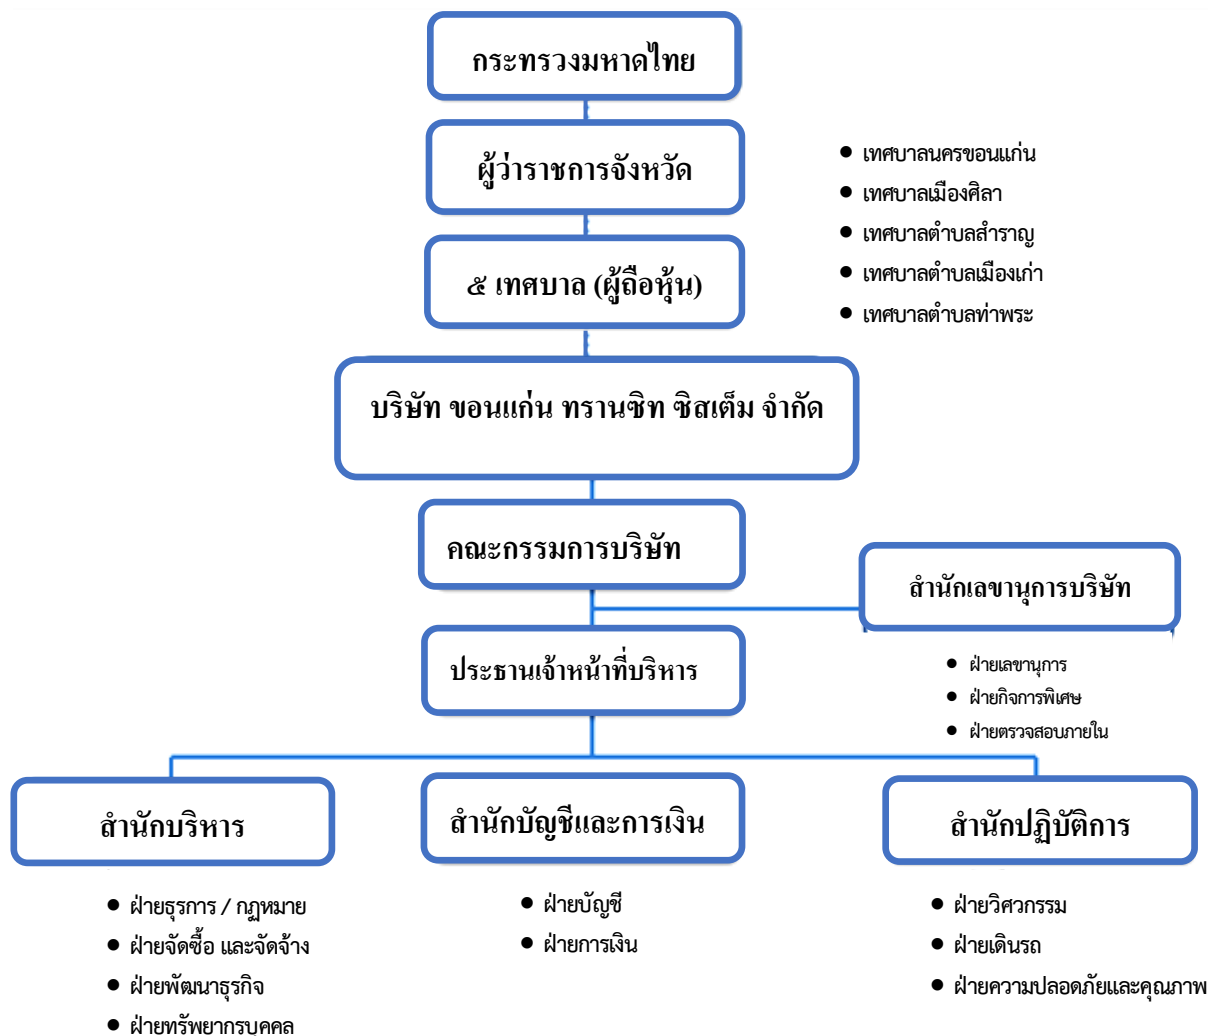 กระทรวงมหาดไทย
ผู้ว่าราชการจังหวัด
๕ เทศบาล (ผู้ถือหุ้น)
● เทศบาลนครขอนแก่น
● เทศบาลเมืองศิลา
● เทศบาลตำบลสำราญ
● เทศบาลตำบลเมืองเก่า
● เทศบาลตำบลท่าพระ
บริษัท ขอนแก่น ทรานซิท ซิสเต็ม จำกัด
คณะกรรมการบริษัท
สำนักเลขานุการบริษัท
● ฝ่ายเลขานุการ
● ฝ่ายกิจการพิเศษ
● ฝ่ายตรวจสอบภายใน
ประธานเจ้าหน้าที่บริหาร
สำนักบริหาร
● ฝ่ายธุรการ / กฎหมาย
● ฝ่ายจัดซื้อ และจัดจ้าง
● ฝ่ายพัฒนาธุรกิจ
● ฝ่ายทรัพยากรบุคคล
สำนักบัญชีและการเงิน
● ฝ่ายบัญชี
● ฝ่ายการเงิน
สำนักปฏิบัติการ
● ฝ่ายวิศวกรรม
● ฝ่ายเดินรถ
● ฝ่ายความปลอดภัยและคุณภาพ